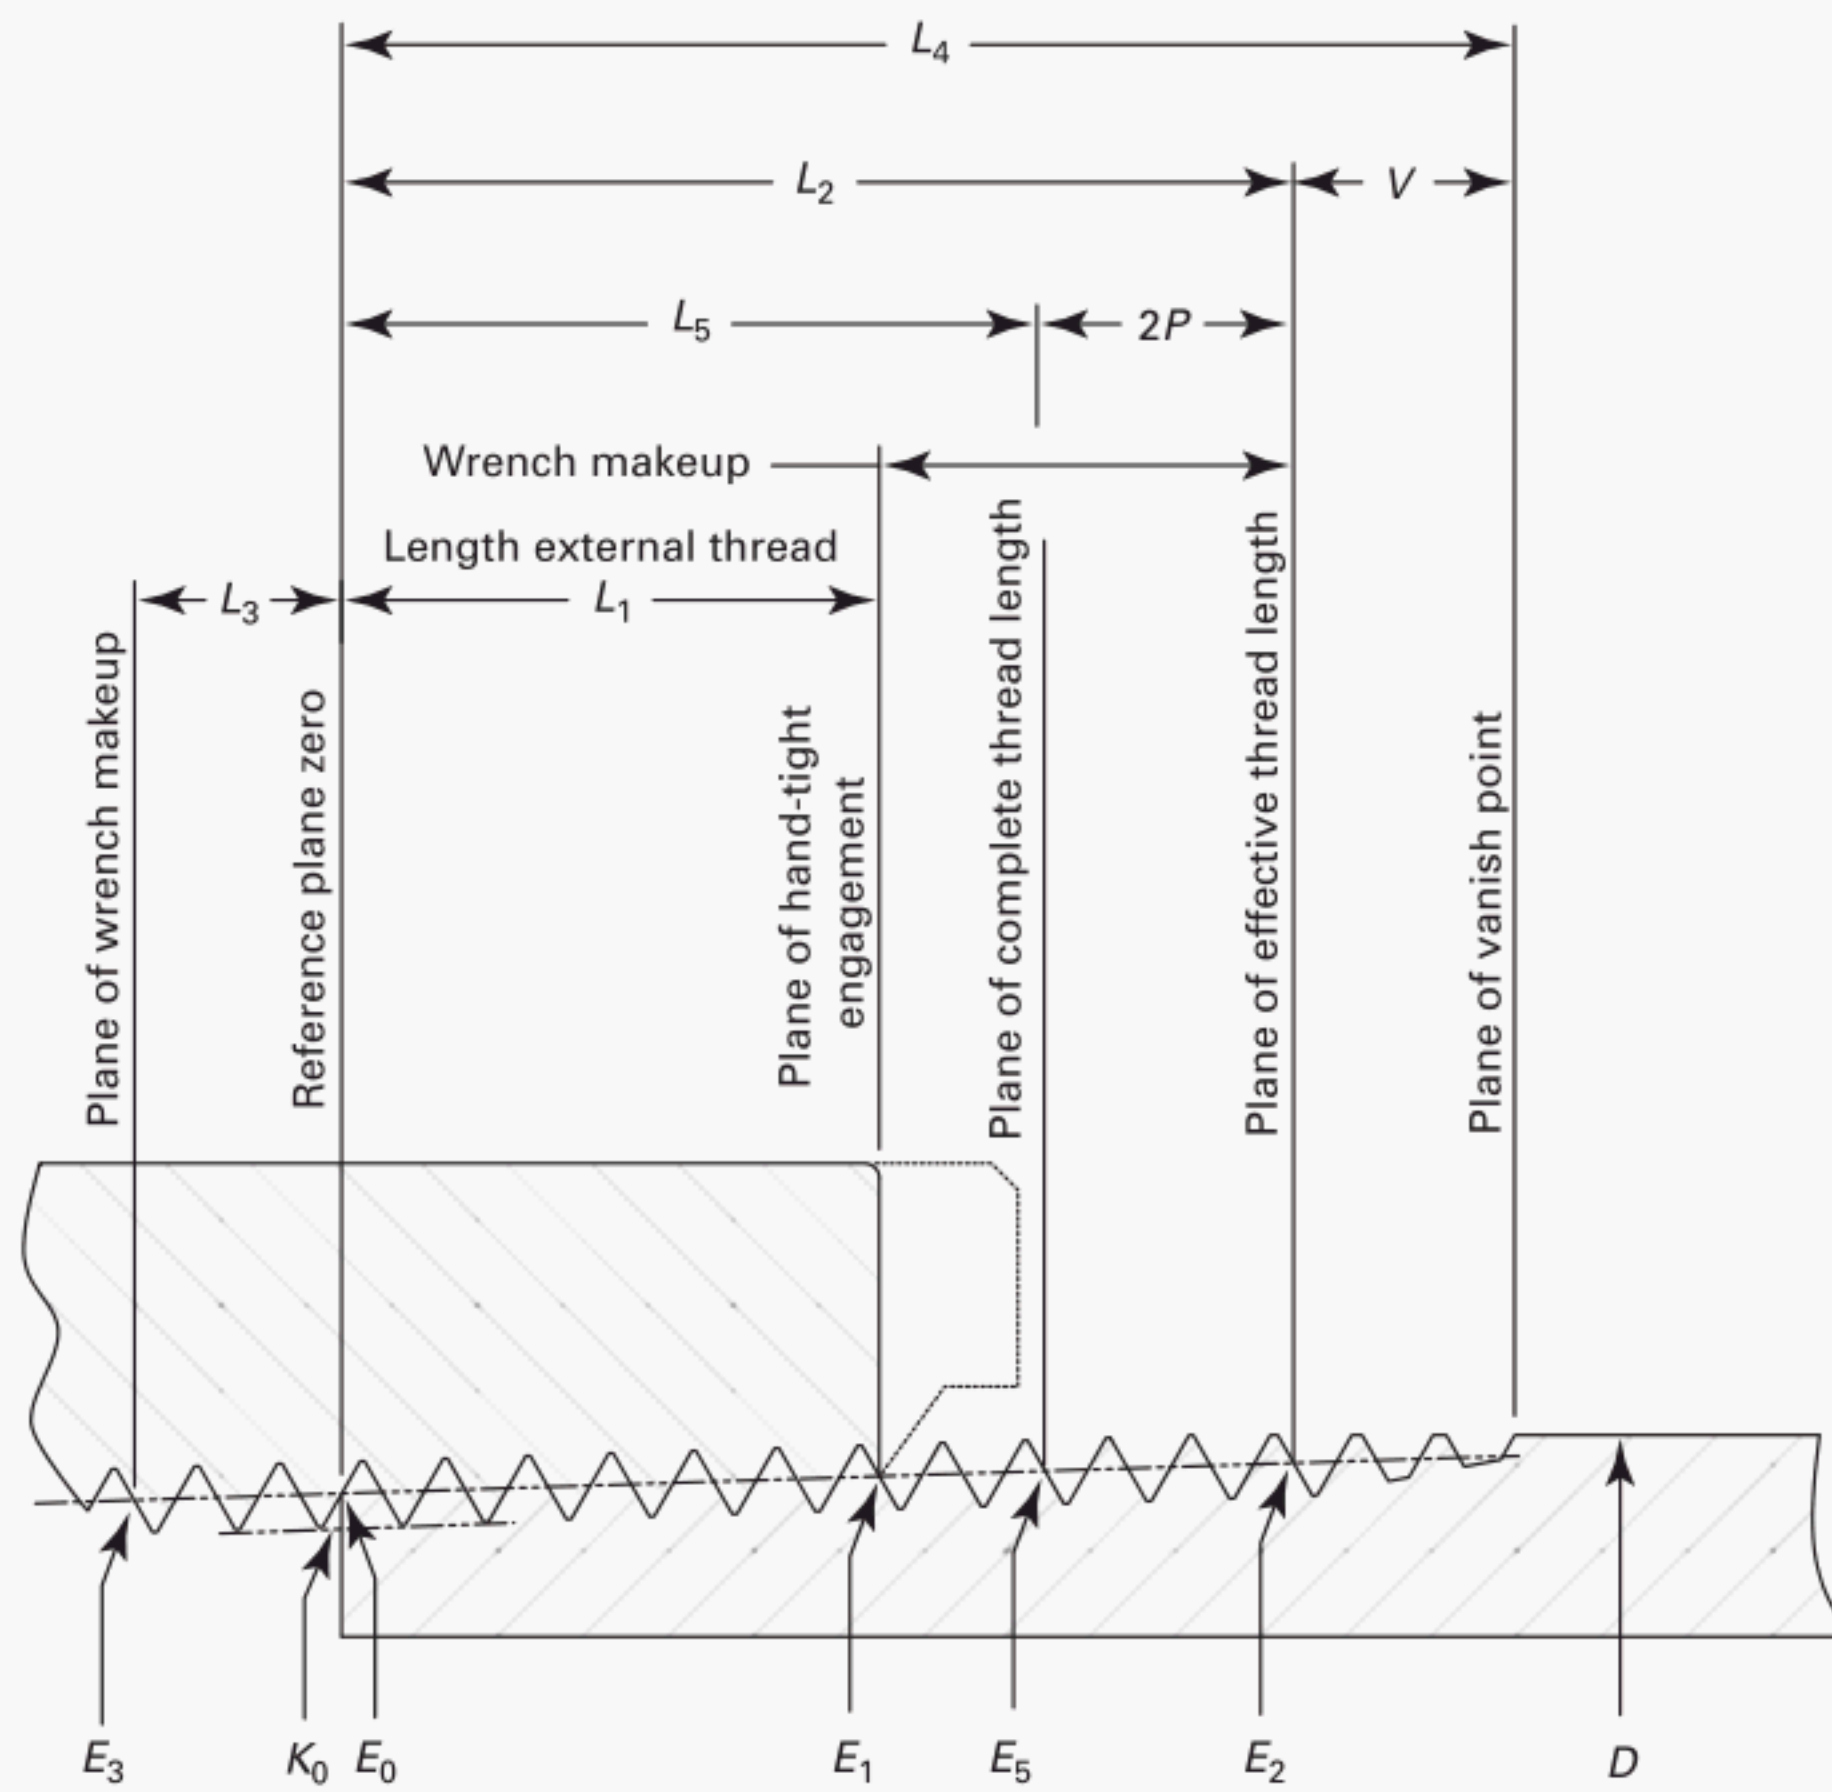 L4
L2
V
L5
2P
Wrench makeup
Length external thread
L3
L1
Plane of wrench makeup
Reference plane zero
Plane of hand-tight
engagement
Plane of complete thread length
Plane of effective thread length
Plane of vanish point
E3
K0
E0
E1
E5
E2
D